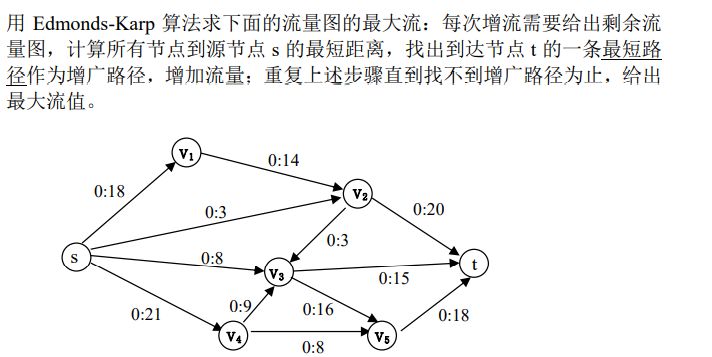 用 Edmonds-Karp 算法求下面的流量图的最大流：每次增流需要给出剩余流
量图，计算所有节点到源节点 s 的最短距离，找出到达节点 t 的一条最短路
径作为增广路径，增加流量；重复上述步骤直到找不到增广路径为止，给出
最大流值。
V1
0:14
0:18
V2
0:3
0:20
0:3
s
0:8
t
V3
0:15
0:21
0:9
0:16
0:18
V4
V5
0:8